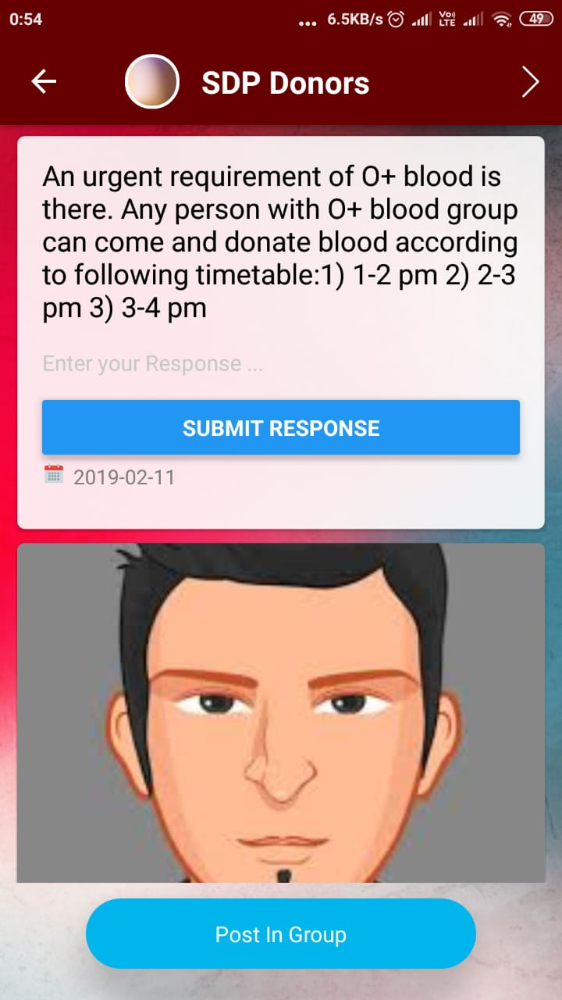 0:54
... 6.5KB/s Vo)) LTE 49
SDP Donors
An urgent requirement of O+ blood is
there. Any person with O+ blood group
can come and donate blood according
to following timetable:1) 1-2 pm 2) 2-3
pm 3) 3-4 pm
Enter your Response ...
SUBMIT RESPONSE
2019-02-11
Post In Group